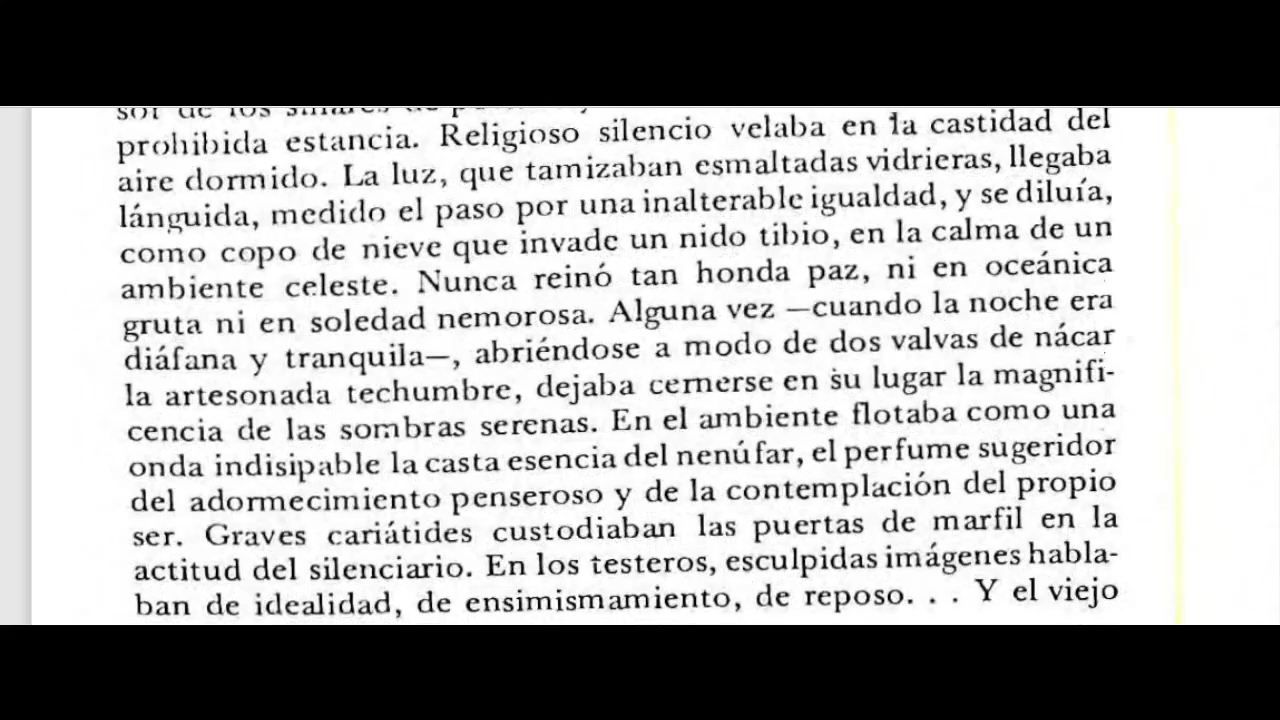 prohibida estancia. Religioso silencio velaba en la castidad del
aire dormido. La luz, que tamizaban esmaltadas vidrieras, llegaba
lánguida, medido el paso por una inalterable igualdad, y se diluía,
como copo de nieve que invade un nido tibio, en la calma de un
ambiente celeste. Nunca reinó tan honda paz, ni en oceánica
gruta ni en soledad nemorosa. Alguna vez —cuando la noche era
diáfana y tranquila—, abriéndose a modo de dos valvas de nácar
la artesonada techumbre, dejaba cernerse en su lugar la magnifi-
cencia de las sombras serenas. En el ambiente flotaba como una
onda indisipable la casta esencia del nenúfar, el perfume sugeridor
del adormecimiento penseroso y de la contemplación del propio
ser. Graves cariátides custodiaban las puertas de marfil en la
actitud del silenciario. En los testeros, esculpidas imágenes habla-
ban de idealidad, de ensimismamiento, de reposo. . . Y el viejo